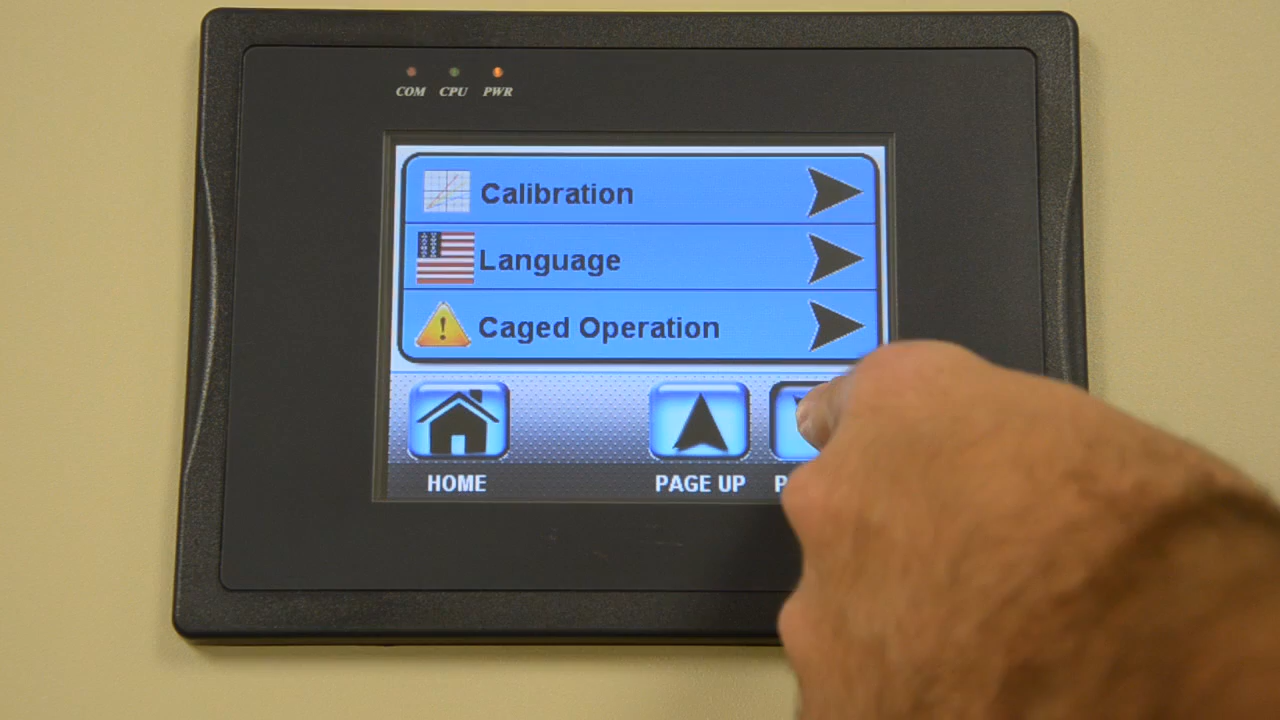 COM CPU PWR
Calibration
Language
Caged Operation
HOME PAGE UP